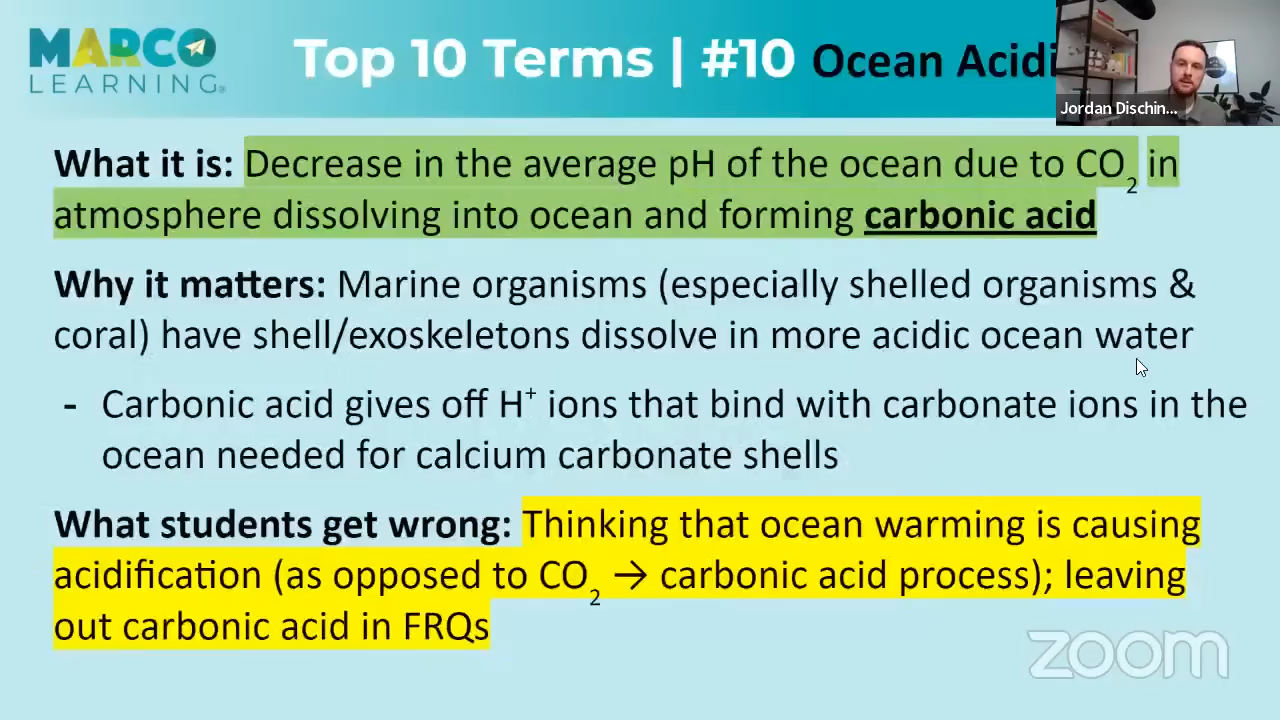 MARCO
LEARNING®
Top 10 Terms | #10 Ocean Acidi
Jordan Dischin...
What it is: Decrease in the average pH of the ocean due to CO₂ in
atmosphere dissolving into ocean and forming carbonic acid
Why it matters: Marine organisms (especially shelled organisms &
coral) have shell/exoskeletons dissolve in more acidic ocean water
- Carbonic acid gives off H⁺ ions that bind with carbonate ions in the
ocean needed for calcium carbonate shells
What students get wrong: Thinking that ocean warming is causing
acidification (as opposed to CO₂ → carbonic acid process); leaving
out carbonic acid in FRQs
zoom